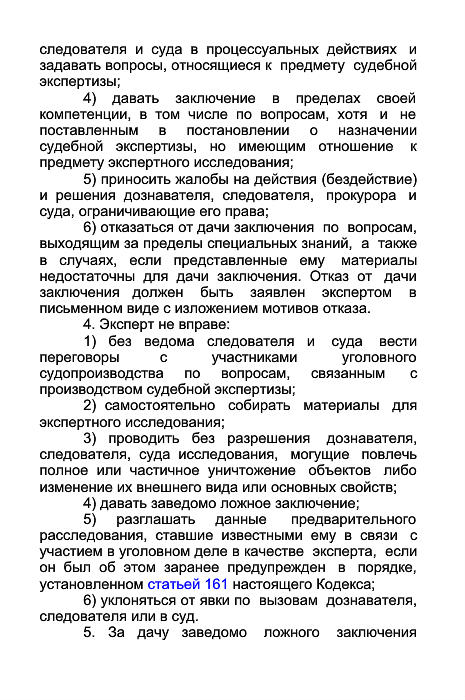 следователя и суда в процессуальных действиях и
задавать вопросы, относящиеся к предмету судебной
экспертизы;
4) давать заключение в пределах своей
компетенции, в том числе по вопросам, хотя и не
поставленным в постановлении о назначении
судебной экспертизы, но имеющим отношение к
предмету экспертного исследования;
5) приносить жалобы на действия (бездействие)
и решения дознавателя, следователя, прокурора и
суда, ограничивающие его права;
6) отказаться от дачи заключения по вопросам,
выходящим за пределы специальных знаний, а также
в случаях, если представленные ему материалы
недостаточны для дачи заключения. Отказ от дачи
заключения должен быть заявлен экспертом в
письменном виде с изложением мотивов отказа.
4. Эксперт не вправе:
1) без ведома следователя и суда вести
переговоры с участниками уголовного
судопроизводства по вопросам, связанным с
производством судебной экспертизы;
2) самостоятельно собирать материалы для
экспертного исследования;
3) проводить без разрешения дознавателя,
следователя, суда исследования, могущие повлечь
полное или частичное уничтожение объектов либо
изменение их внешнего вида или основных свойств;
4) давать заведомо ложное заключение;
5) разглашать данные предварительного
расследования, ставшие известными ему в связи с
участием в уголовном деле в качестве эксперта, если
он был об этом заранее предупрежден в порядке,
установленном статьей 161 настоящего Кодекса;
6) уклоняться от явки по вызовам дознавателя,
следователя или в суд.
5. За дачу заведомо ложного заключения